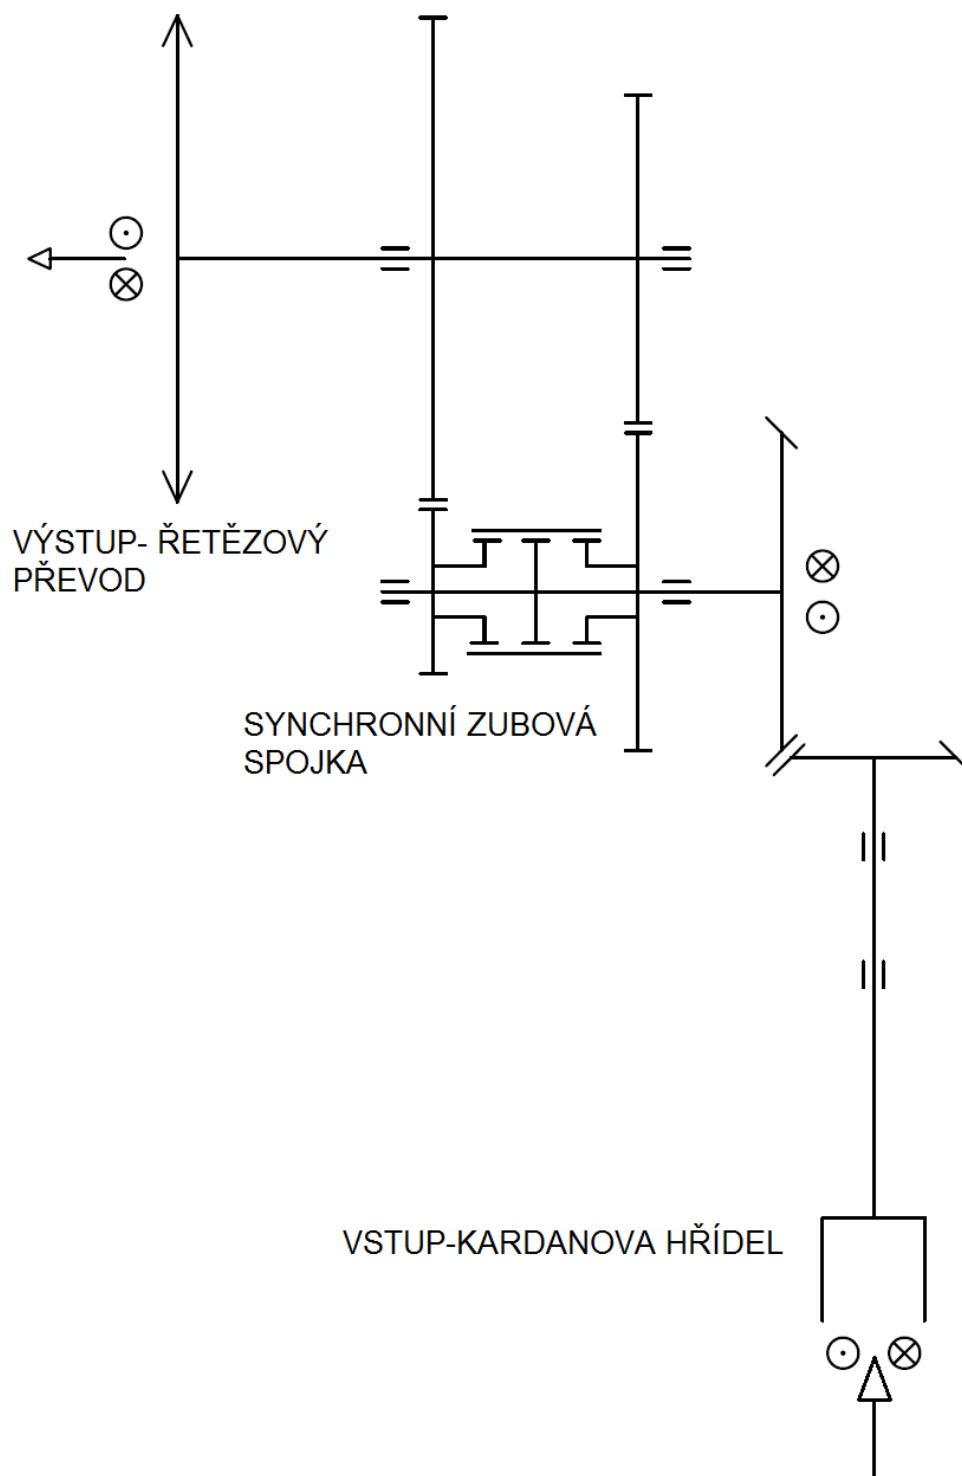 VÝSTUP- ŘETĚZOVÝ
PŘEVOD
SYNCHRONNÍ ZUBOVÁ
SPOJKA
VSTUP-KARDANOVA HŘÍDEL